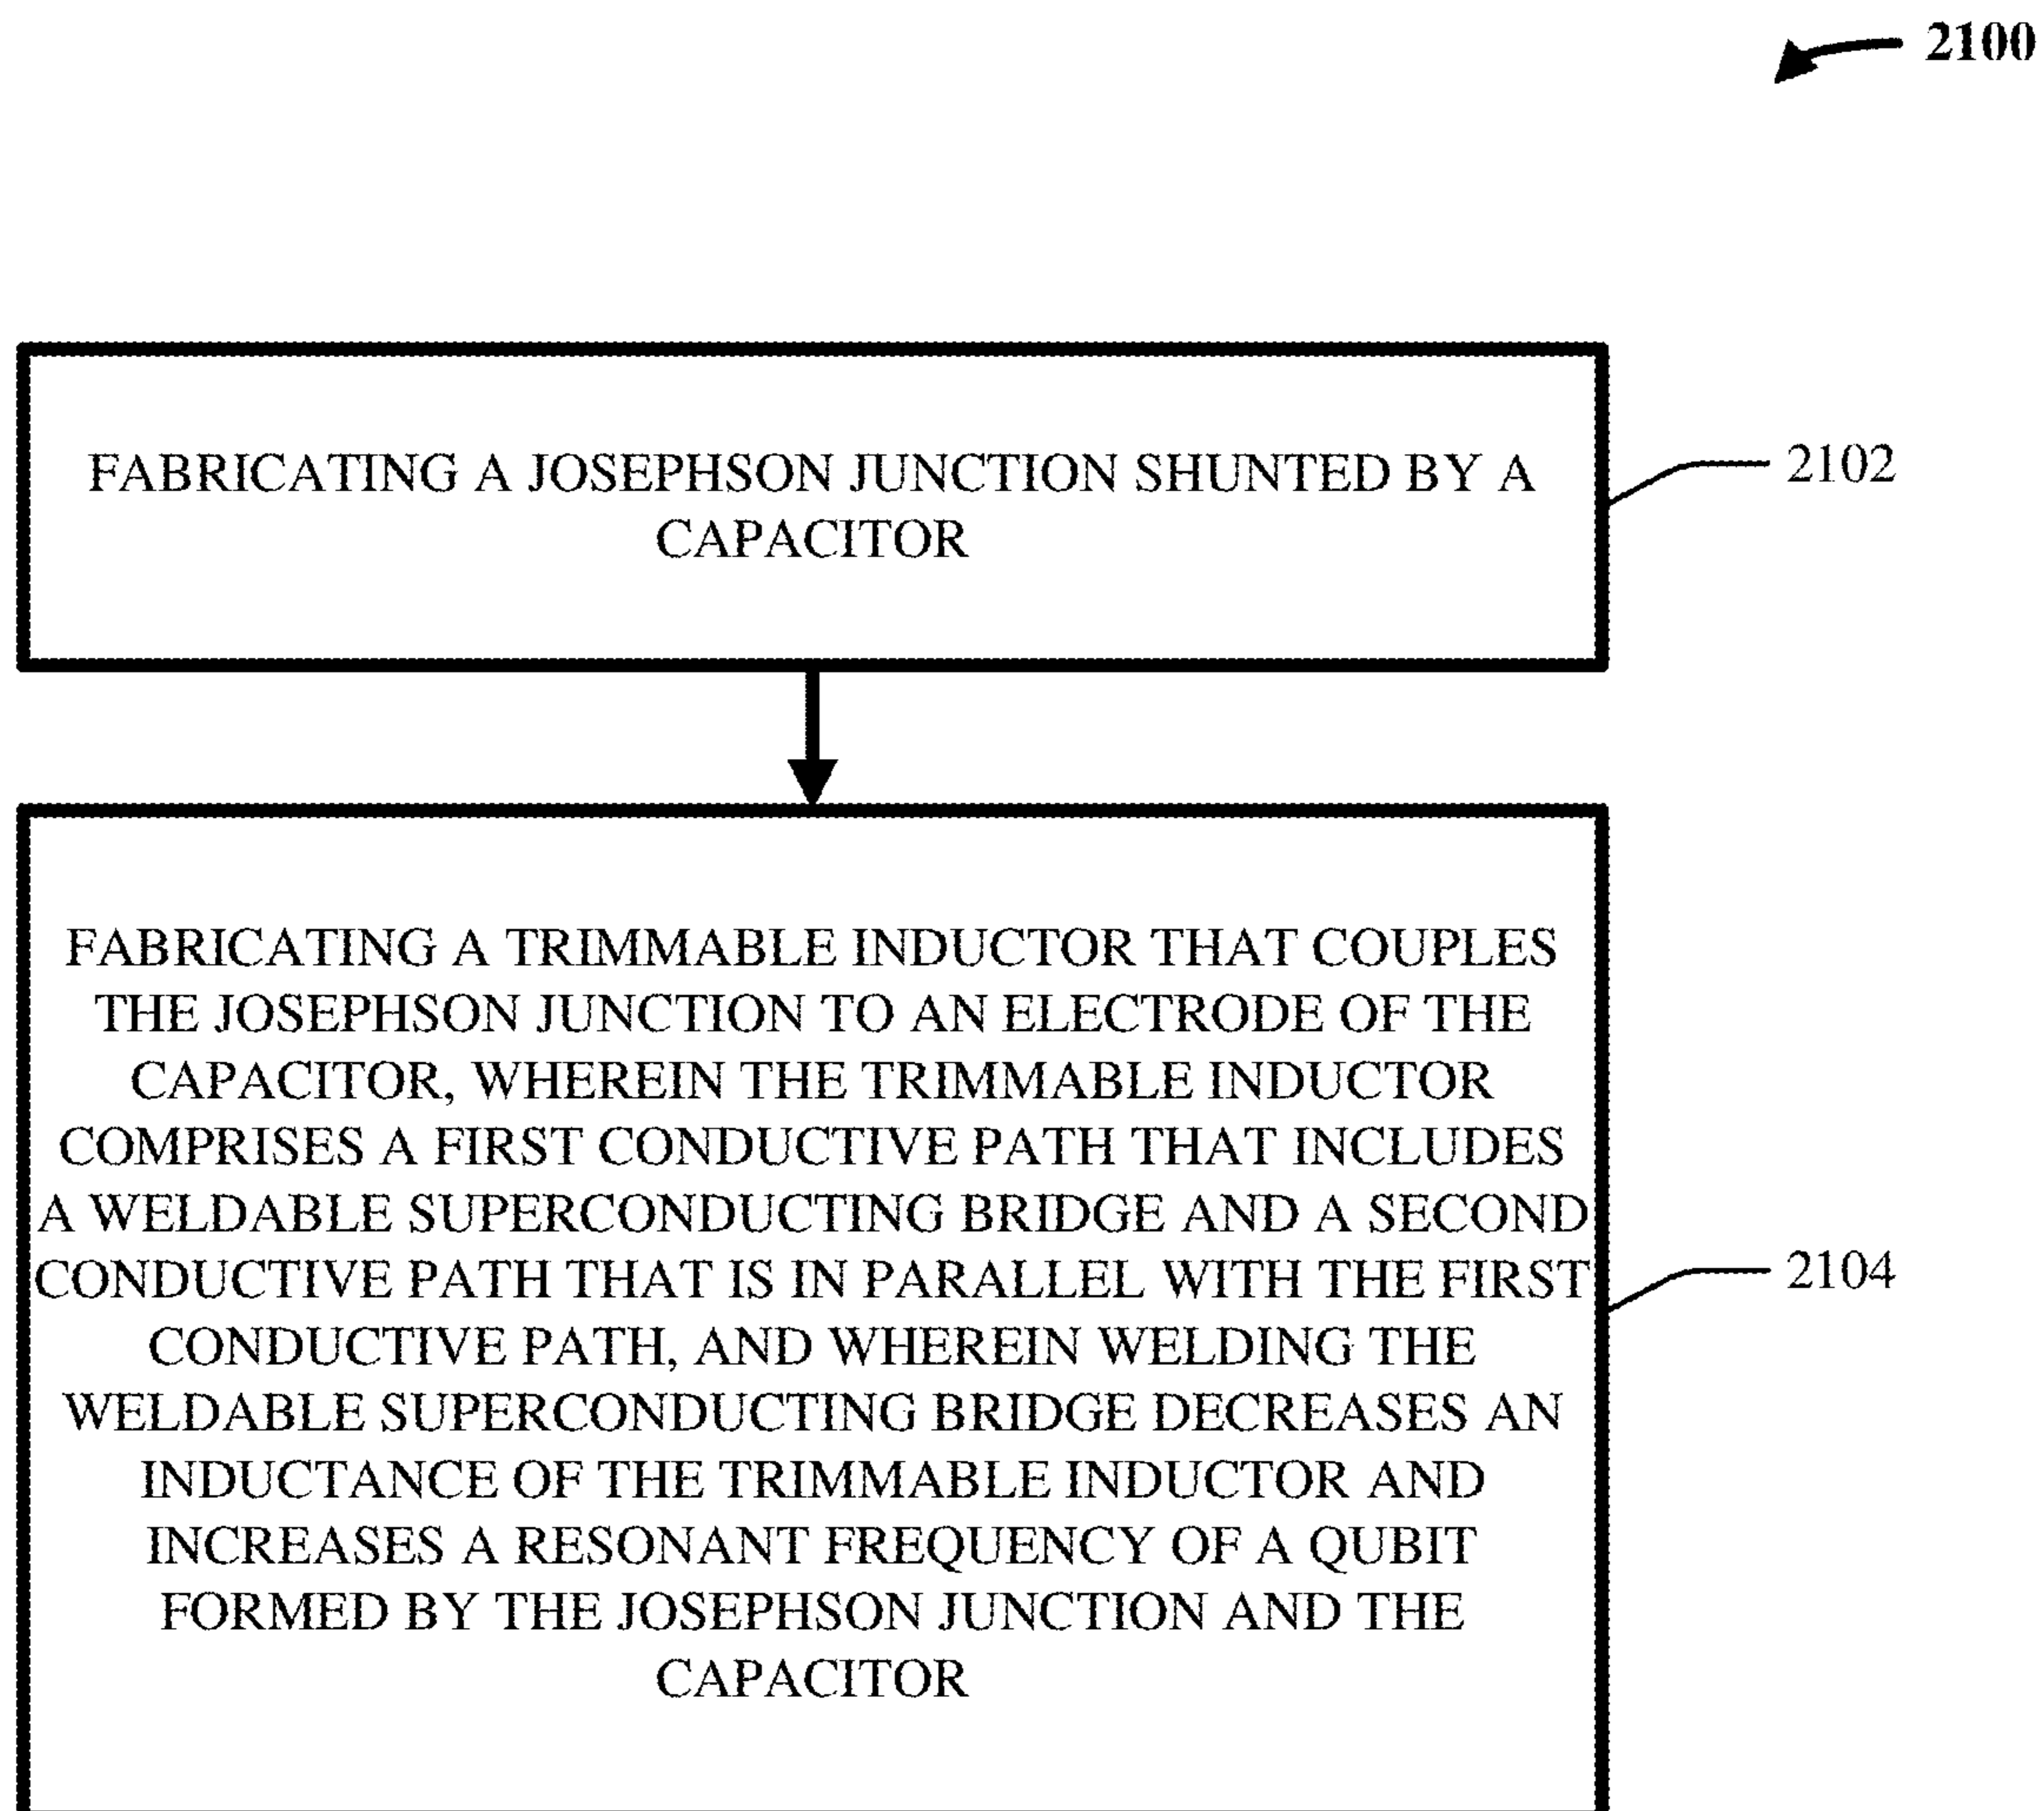 2100
FABRICATING A JOSEPHSON JUNCTION SHUNTED BY A
CAPACITOR
2102
FABRICATING A TRIMMABLE INDUCTOR THAT COUPLES
THE JOSEPHSON JUNCTION TO AN ELECTRODE OF THE
CAPACITOR, WHEREIN THE TRIMMABLE INDUCTOR
COMPRISES A FIRST CONDUCTIVE PATH THAT INCLUDES
A WELDABLE SUPERCONDUCTING BRIDGE AND A SECOND
CONDUCTIVE PATH THAT IS IN PARALLEL WITH THE FIRST
CONDUCTIVE PATH, AND WHEREIN WELDING THE
WELDABLE SUPERCONDUCTING BRIDGE DECREASES AN
INDUCTANCE OF THE TRIMMABLE INDUCTOR AND
INCREASES A RESONANT FREQUENCY OF A QUBIT
FORMED BY THE JOSEPHSON JUNCTION AND THE
CAPACITOR
2104